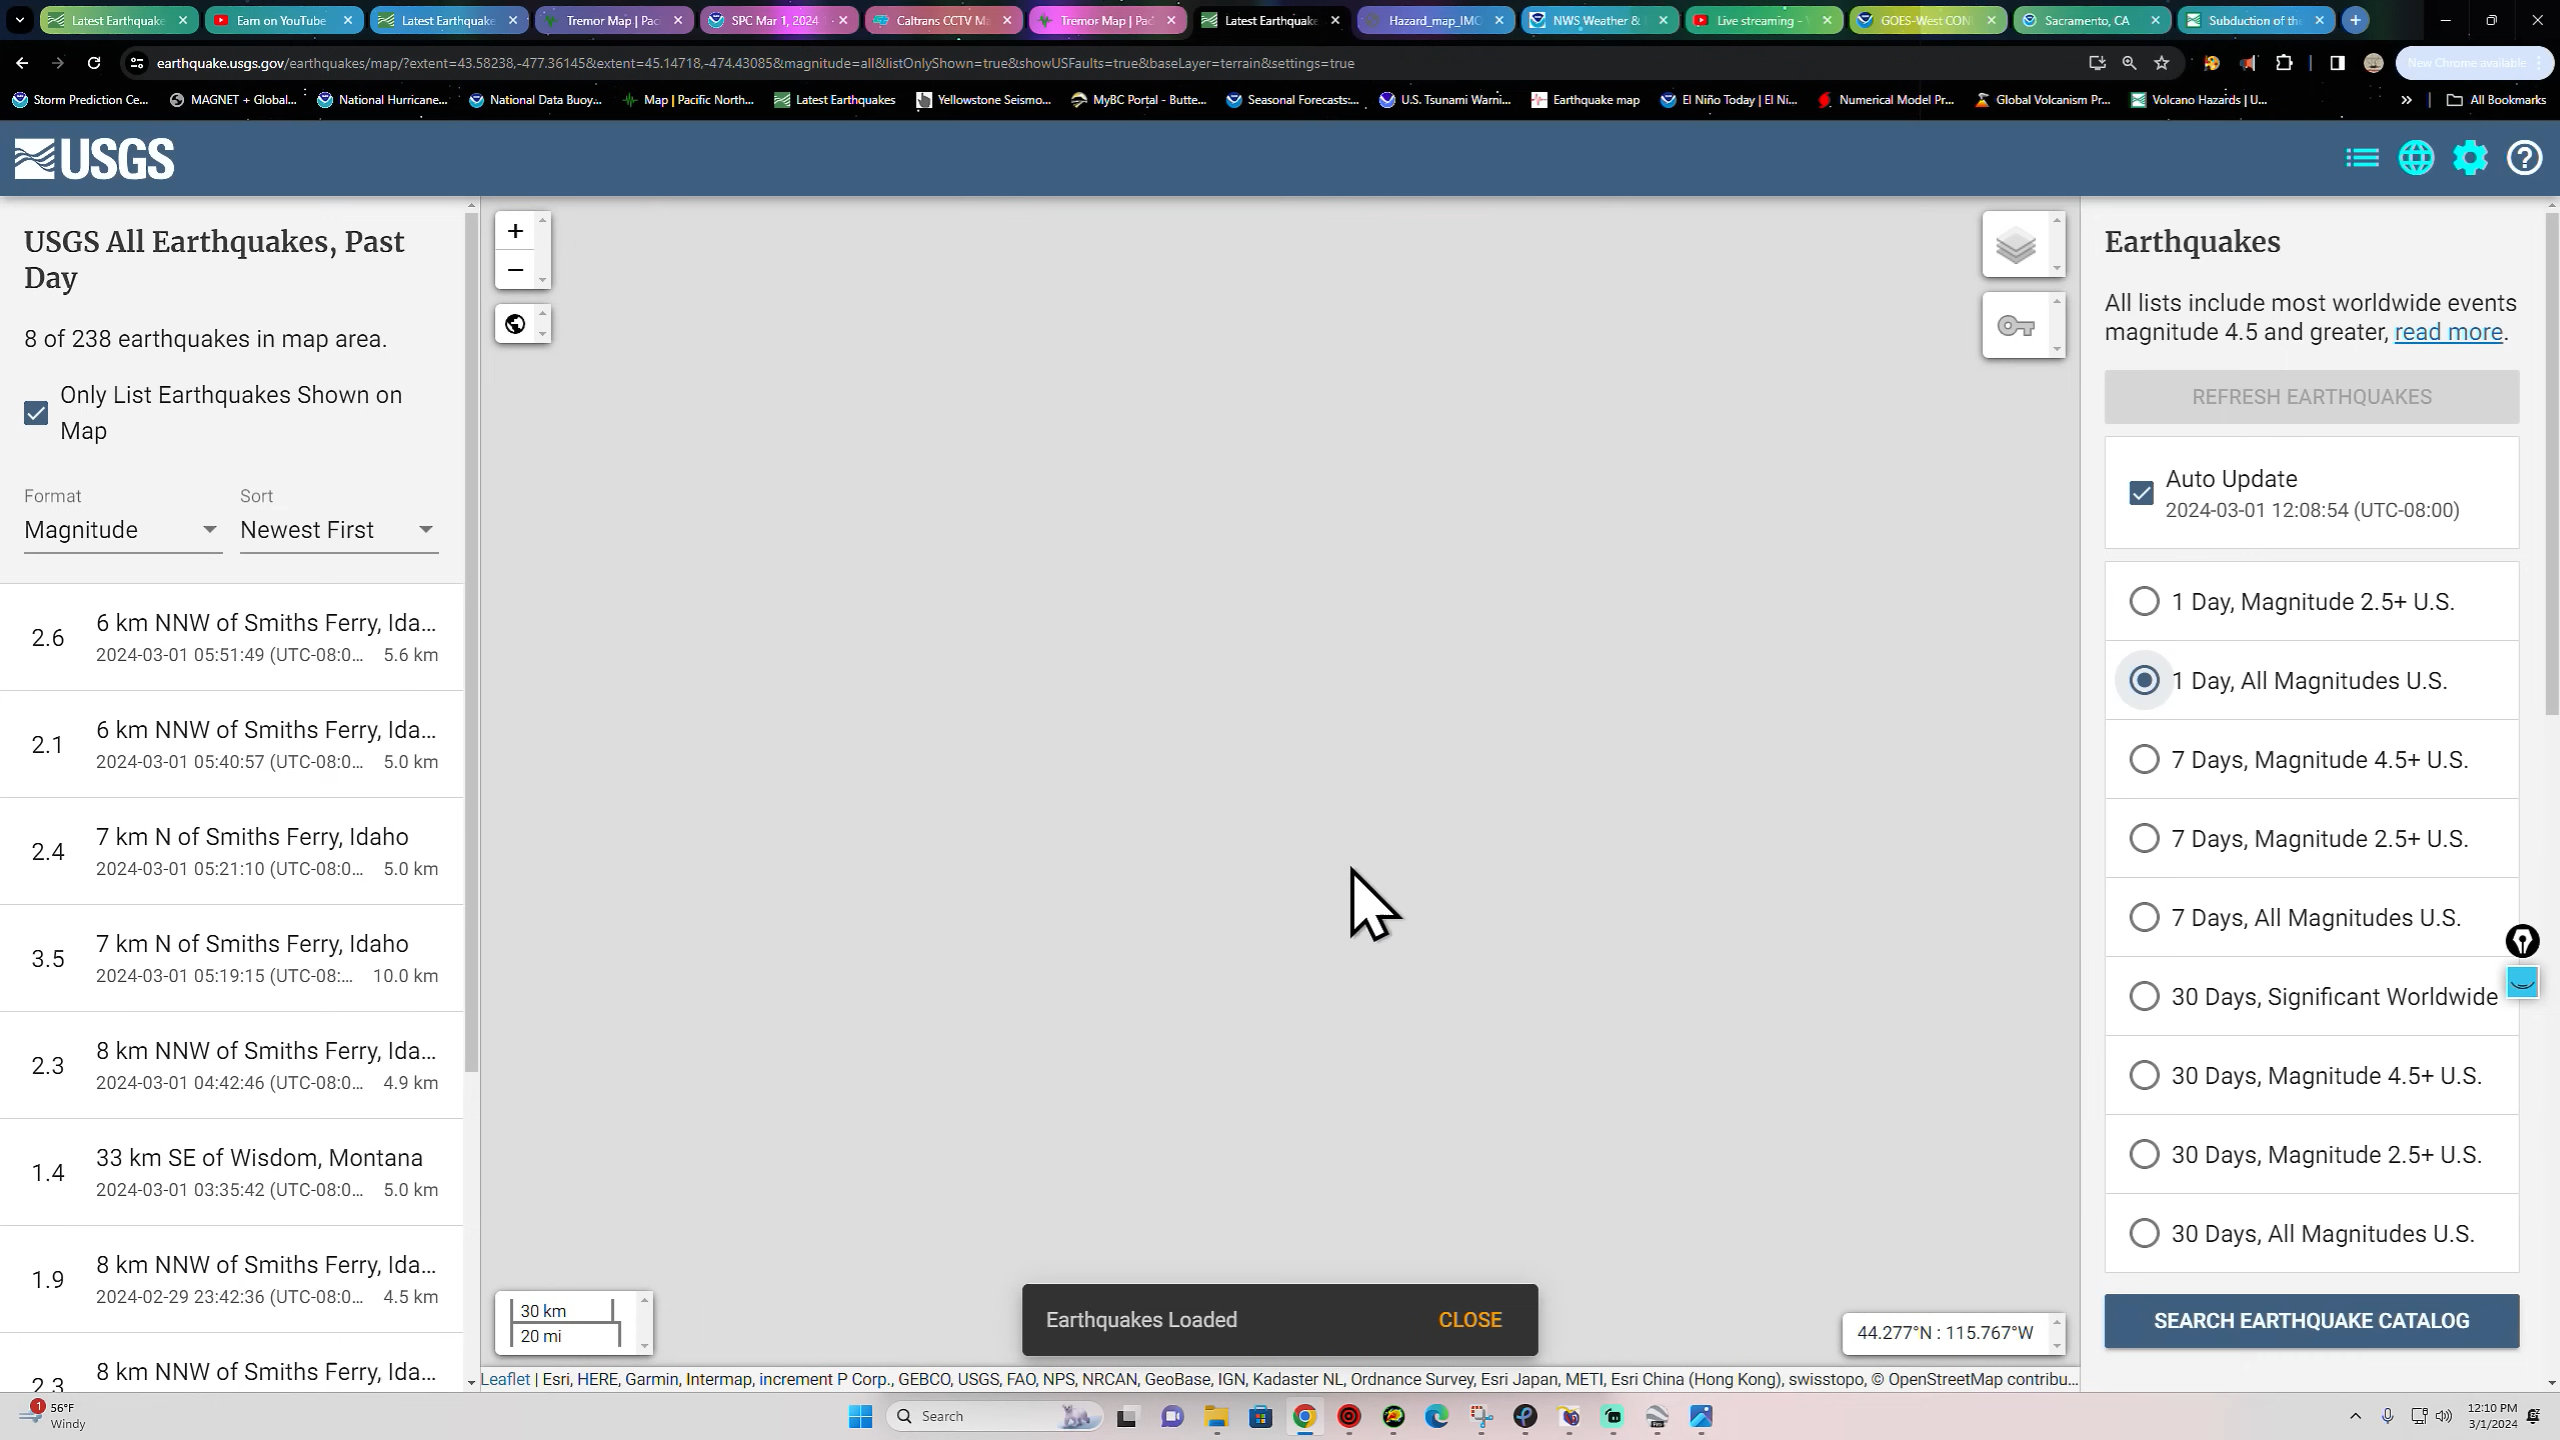 Latest Earthquake
Earn on YouTube
Latest Earthquake
Tremor Map | Paci
SPC Mar 1, 2024
Caltrans CCTV Ma
Tremor Map | Paci
Latest Earthquake
Hazard_map_IMC
NWS Weather &
Live streaming -
GOES-West CON
Sacramento, CA
Subduction of th
earthquake.usgs.gov/earthquakes/map/?extent=43.58238,-477.36145&extent=45.14718,-474.43085&magnitude=all&listOnlyShown=true&showUSFaults=true&baseLayer=terrain&settings=true
New Chrome available
Storm Prediction Ce...
MAGNET + Global...
National Hurricane...
National Data Buoy...
Map | Pacific North...
Latest Earthquakes
Yellowstone Seismo...
MyBC Portal - Butte...
Seasonal Forecasts:...
U.S. Tsunami Warni...
Earthquake map
El Niño Today | El Ni...
Numerical Model Pr...
Global Volcanism Pr...
Volcano Hazards | U...
All Bookmarks
USGS
USGS All Earthquakes, Past
Day
8 of 238 earthquakes in map area.
Only List Earthquakes Shown on
Map
Format
Sort
Magnitude
Newest First
2.6
6 km NNW of Smiths Ferry, Ida...
2024-03-01 05:51:49 (UTC-08:0... 5.6 km
2.1
6 km NNW of Smiths Ferry, Ida...
2024-03-01 05:40:57 (UTC-08:0... 5.0 km
2.4
7 km N of Smiths Ferry, Idaho
2024-03-01 05:21:10 (UTC-08:0... 5.0 km
3.5
7 km N of Smiths Ferry, Idaho
2024-03-01 05:19:15 (UTC-08:... 10.0 km
2.3
8 km NNW of Smiths Ferry, Ida...
2024-03-01 04:42:46 (UTC-08:0... 4.9 km
1.4
33 km SE of Wisdom, Montana
2024-03-01 03:35:42 (UTC-08:0... 5.0 km
1.9
8 km NNW of Smiths Ferry, Ida...
2024-02-29 23:42:36 (UTC-08:0... 4.5 km
2.3
8 km NNW of Smiths Ferry, Ida...
+
−
30 km
20 mi
Earthquakes Loaded
CLOSE
44.277°N : 115.767°W
Leaflet | Esri, HERE, Garmin, Intermap, increment P Corp., GEBCO, USGS, FAO, NPS, NRCAN, GeoBase, IGN, Kadaster NL, Ordnance Survey, Esri Japan, METI, Esri China (Hong Kong), swisstopo, © OpenStreetMap contribu...
Earthquakes
All lists include most worldwide events
magnitude 4.5 and greater, read more.
REFRESH EARTHQUAKES
Auto Update
2024-03-01 12:08:54 (UTC-08:00)
1 Day, Magnitude 2.5+ U.S.
1 Day, All Magnitudes U.S.
7 Days, Magnitude 4.5+ U.S.
7 Days, Magnitude 2.5+ U.S.
7 Days, All Magnitudes U.S.
30 Days, Significant Worldwide
30 Days, Magnitude 4.5+ U.S.
30 Days, Magnitude 2.5+ U.S.
30 Days, All Magnitudes U.S.
SEARCH EARTHQUAKE CATALOG
1
56°F
Windy
Search
12:10 PM
3/1/2024